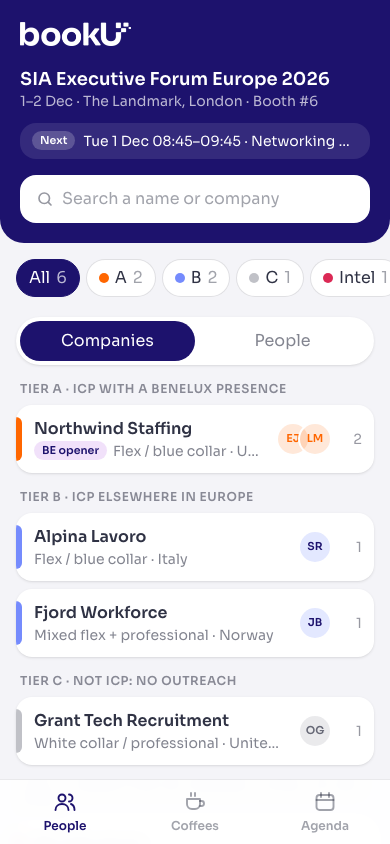 bookU
SIA Executive Forum Europe 2026
1–2 Dec · The Landmark, London · Booth #6
Next Tue 1 Dec 08:45–09:45 · Networking ...
Search a name or company
All 6 A 2 B 2 C 1 Intel 1
Companies People
TIER A · ICP WITH A BENELUX PRESENCE
Northwind Staffing
BE opener Flex / blue collar · U...
EJ LM 2
TIER B · ICP ELSEWHERE IN EUROPE
Alpina Lavoro
Flex / blue collar · Italy
SR 1
Fjord Workforce
Mixed flex + professional · Norway
JB 1
TIER C · NOT ICP: NO OUTREACH
Grant Tech Recruitment
White collar / professional · Unite...
OG 1
People Coffees Agenda